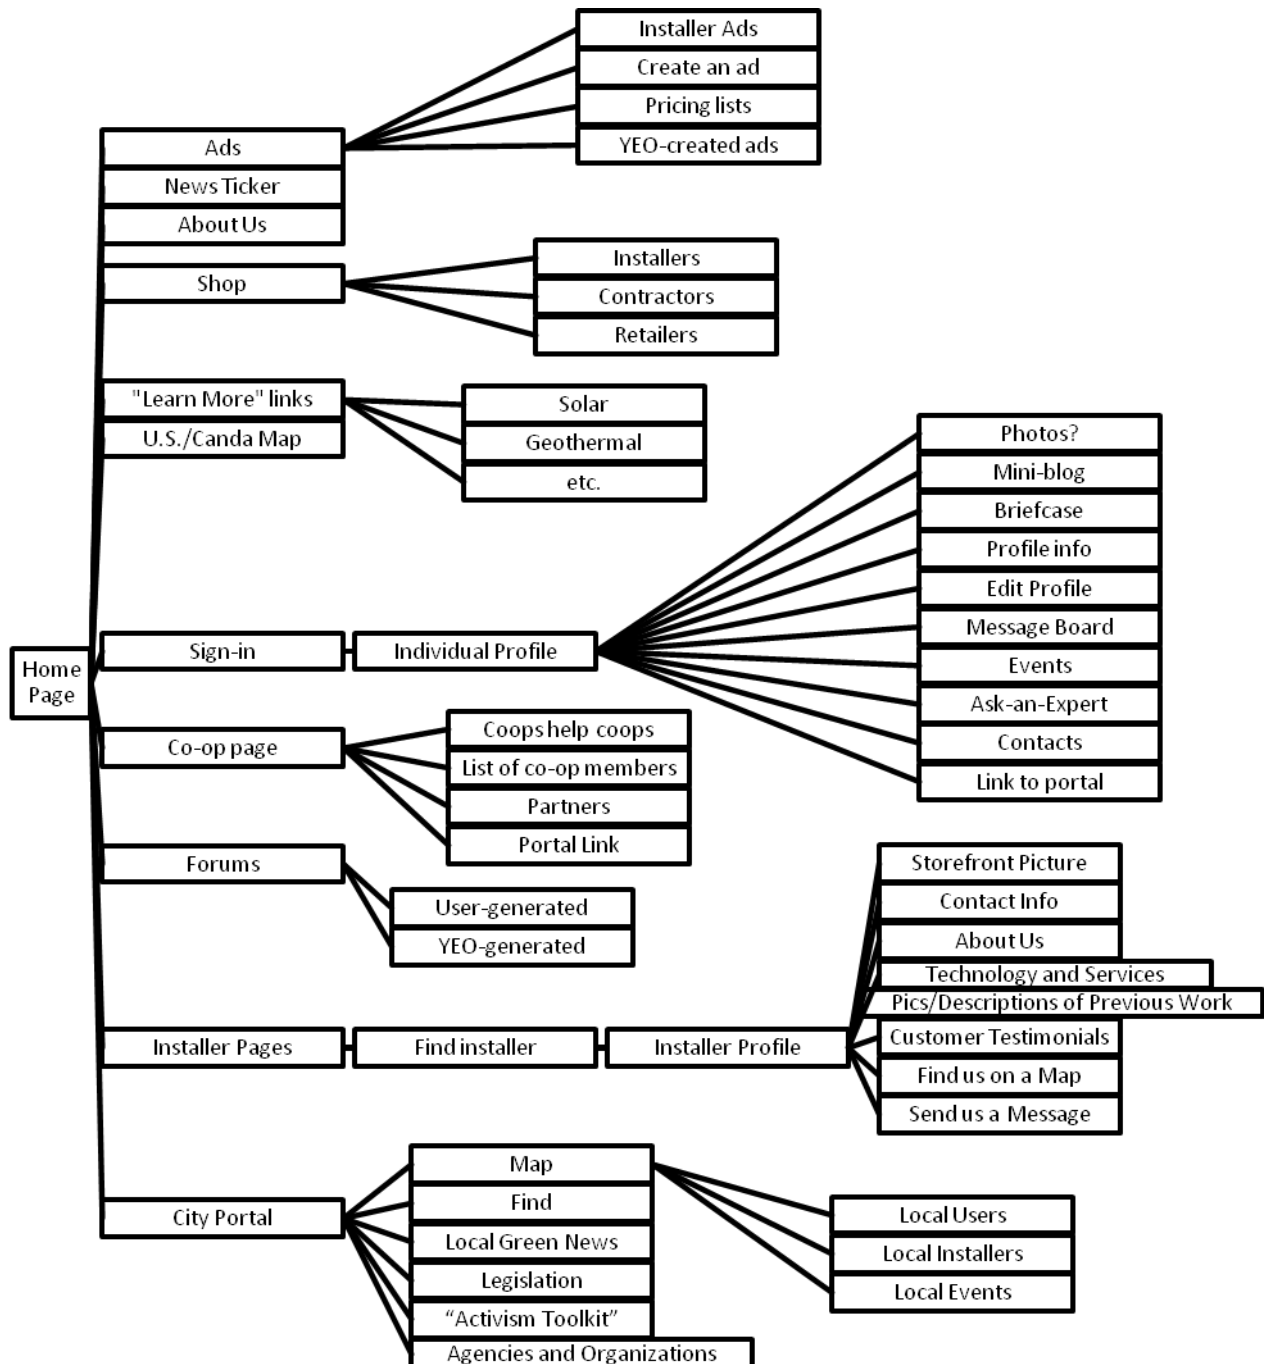 Home
Page
Ads
News Ticker
About Us
Shop
"Learn More" links
U.S./Canda Map
Sign-in
Co-op page
Forums
Installer Pages
City Portal
Installer Ads
Create an ad
Pricing lists
YEO-created ads
Installers
Contractors
Retailers
Solar
Geothermal
etc.
Individual Profile
Photos?
Mini-blog
Briefcase
Profile info
Edit Profile
Message Board
Events
Ask-an-Expert
Contacts
Link to portal
Coops help coops
List of co-op members
Partners
Portal Link
User-generated
YEO-generated
Find installer
Installer Profile
Storefront Picture
Contact Info
About Us
Technology and Services
Pics/Descriptions of Previous Work
Customer Testimonials
Find us on a Map
Send us a Message
Map
Find
Local Green News
Legislation
“Activism Toolkit”
Agencies and Organizations
Local Users
Local Installers
Local Events